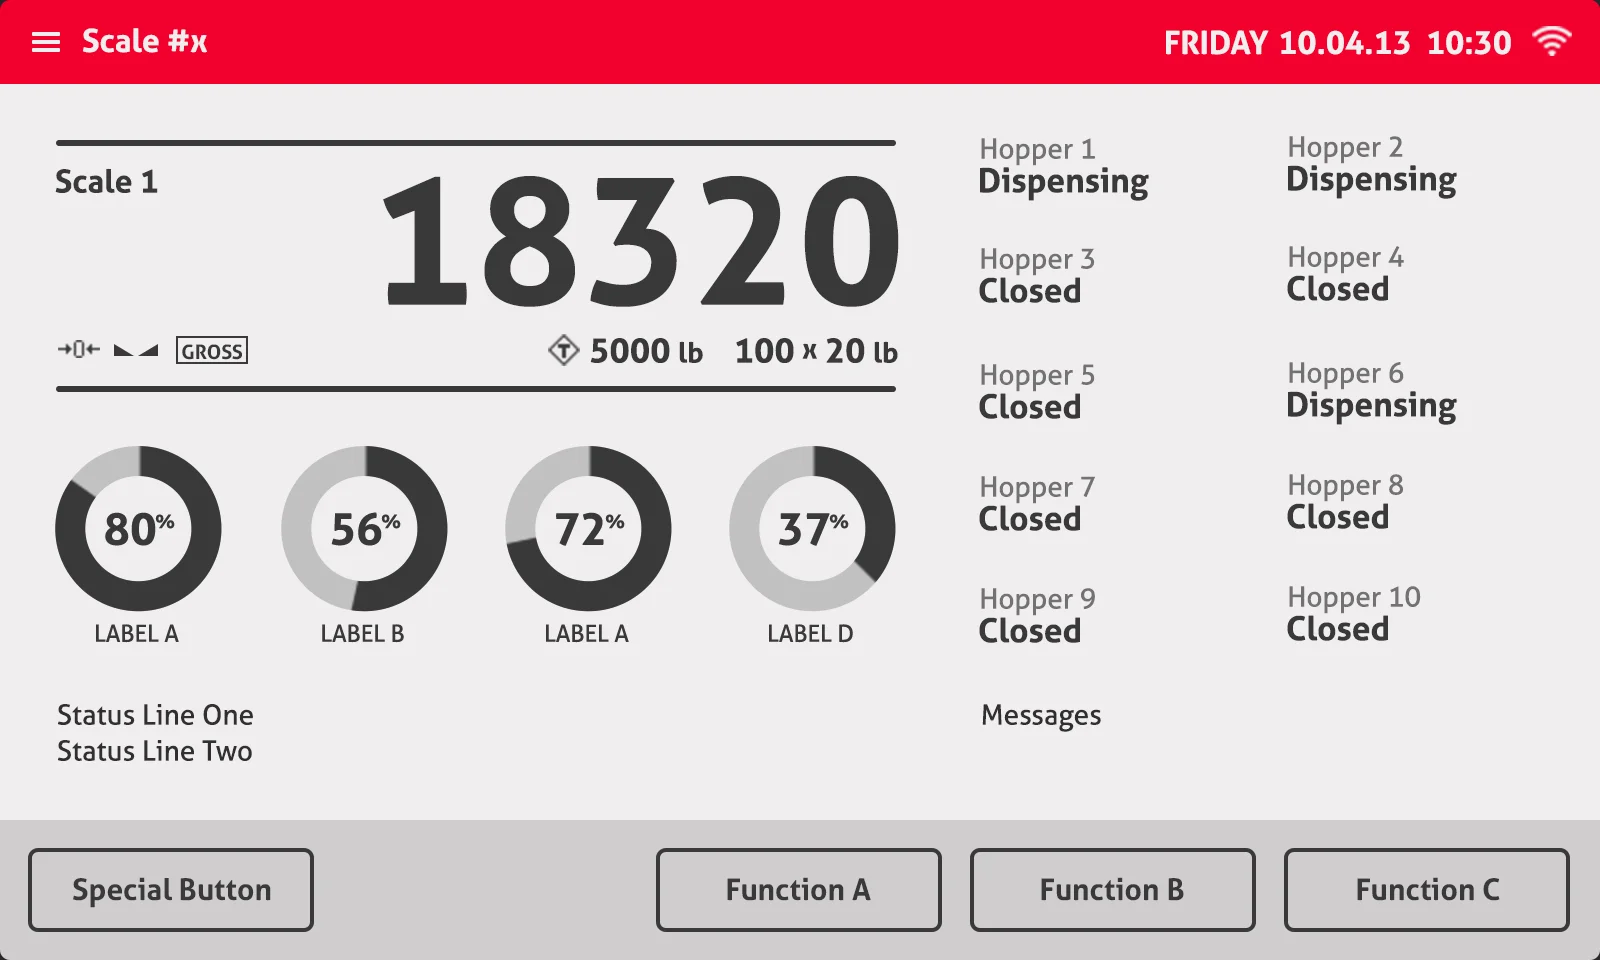 Scale #x
FRIDAY 10.04.13 10:30
Scale 1
18320
→0←
GROSS
T 5000 lb 100 x 20 lb
80%
56%
72%
37%
LABEL A
LABEL B
LABEL A
LABEL D
Status Line One
Status Line Two
Hopper 1
Dispensing
Hopper 2
Dispensing
Hopper 3
Closed
Hopper 4
Closed
Hopper 5
Closed
Hopper 6
Dispensing
Hopper 7
Closed
Hopper 8
Closed
Hopper 9
Closed
Hopper 10
Closed
Messages
Special Button
Function A
Function B
Function C